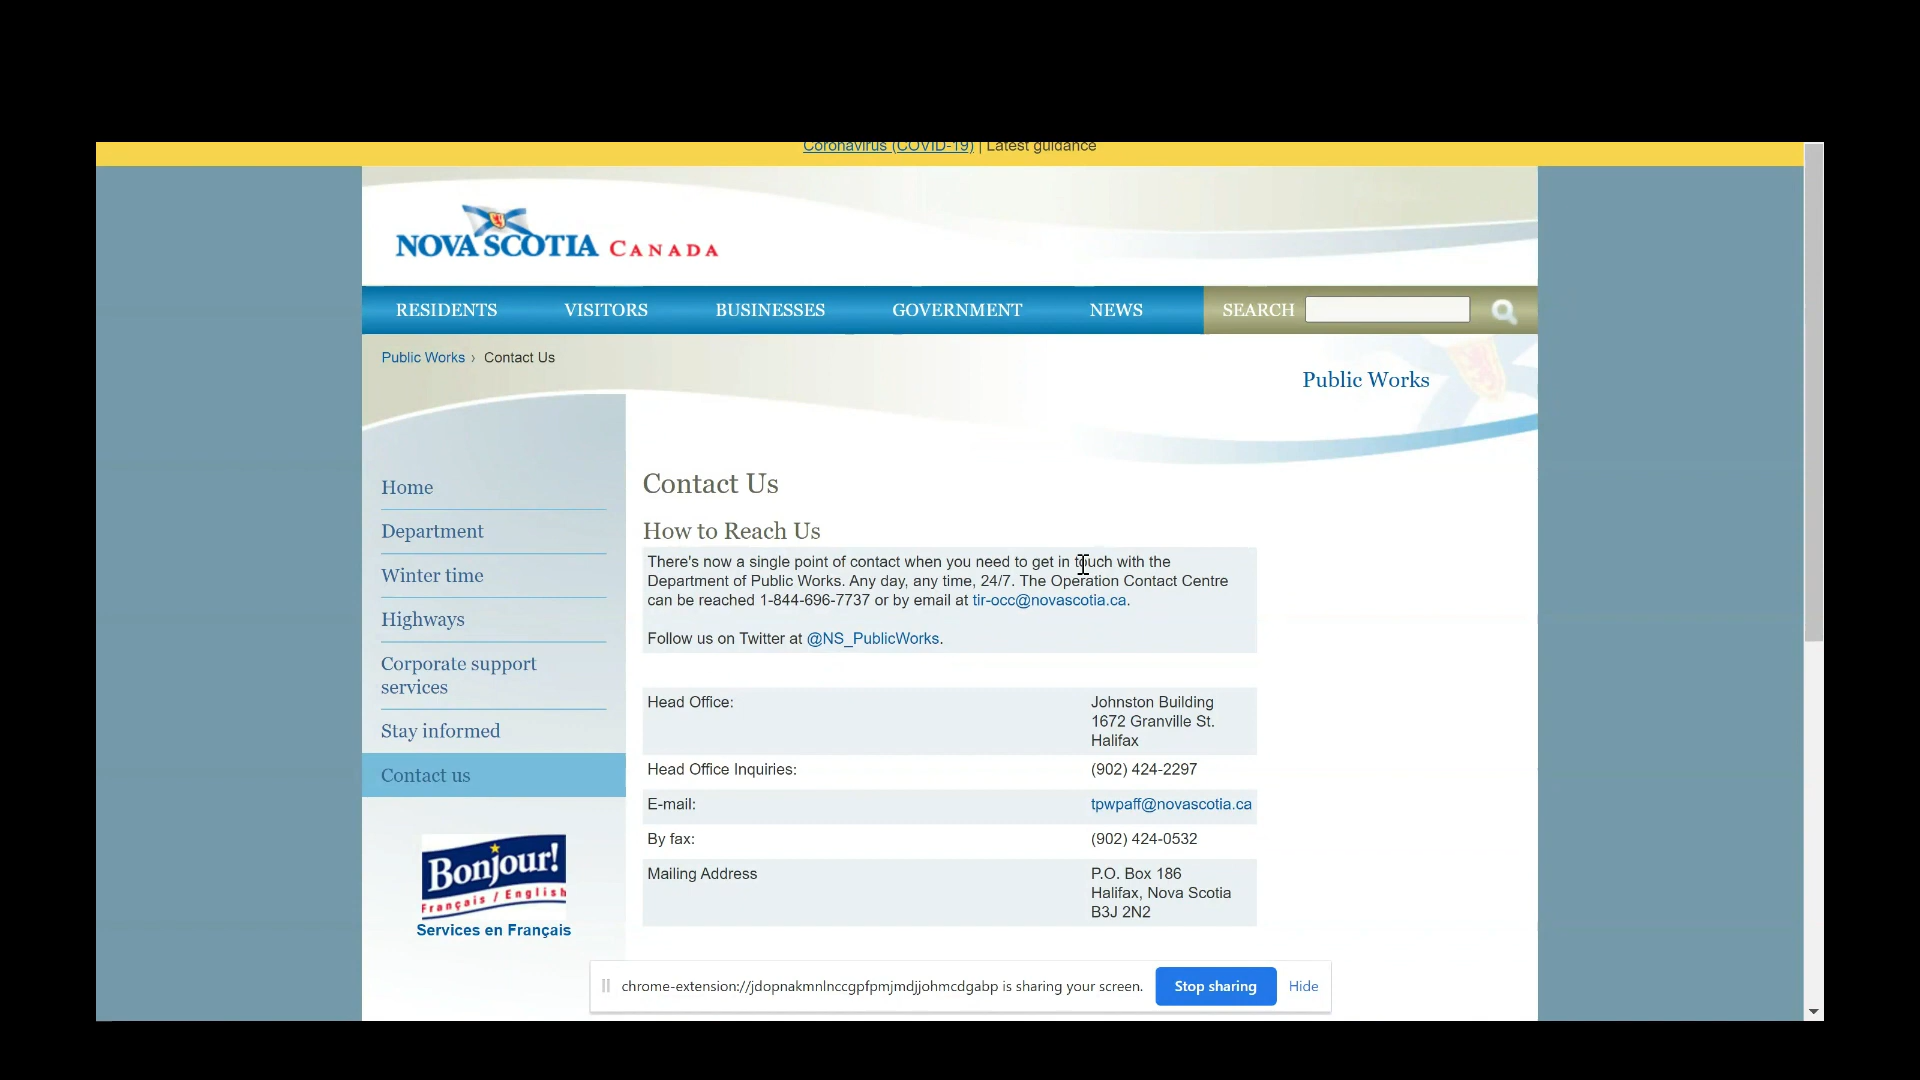 Coronavirus (COVID-19) | Latest guidance
NOVA SCOTIA CANADA
RESIDENTS VISITORS BUSINESSES GOVERNMENT NEWS SEARCH
Public Works › Contact Us
Public Works
Home
Department
Winter time
Highways
Corporate support
services
Stay informed
Contact us
Bonjour!
Français / English
Services en Français
Contact Us
How to Reach Us
There's now a single point of contact when you need to get in touch with the
Department of Public Works. Any day, any time, 24/7. The Operation Contact Centre
can be reached 1-844-696-7737 or by email at tir-occ@novascotia.ca.
Follow us on Twitter at @NS_PublicWorks.
Head Office: Johnston Building
1672 Granville St.
Halifax
Head Office Inquiries: (902) 424-2297
E-mail: tpwpaff@novascotia.ca
By fax: (902) 424-0532
Mailing Address P.O. Box 186
Halifax, Nova Scotia
B3J 2N2
chrome-extension://jdopnakmnlnccgpfpmjmdjjohmcdgabp is sharing your screen. Stop sharing Hide